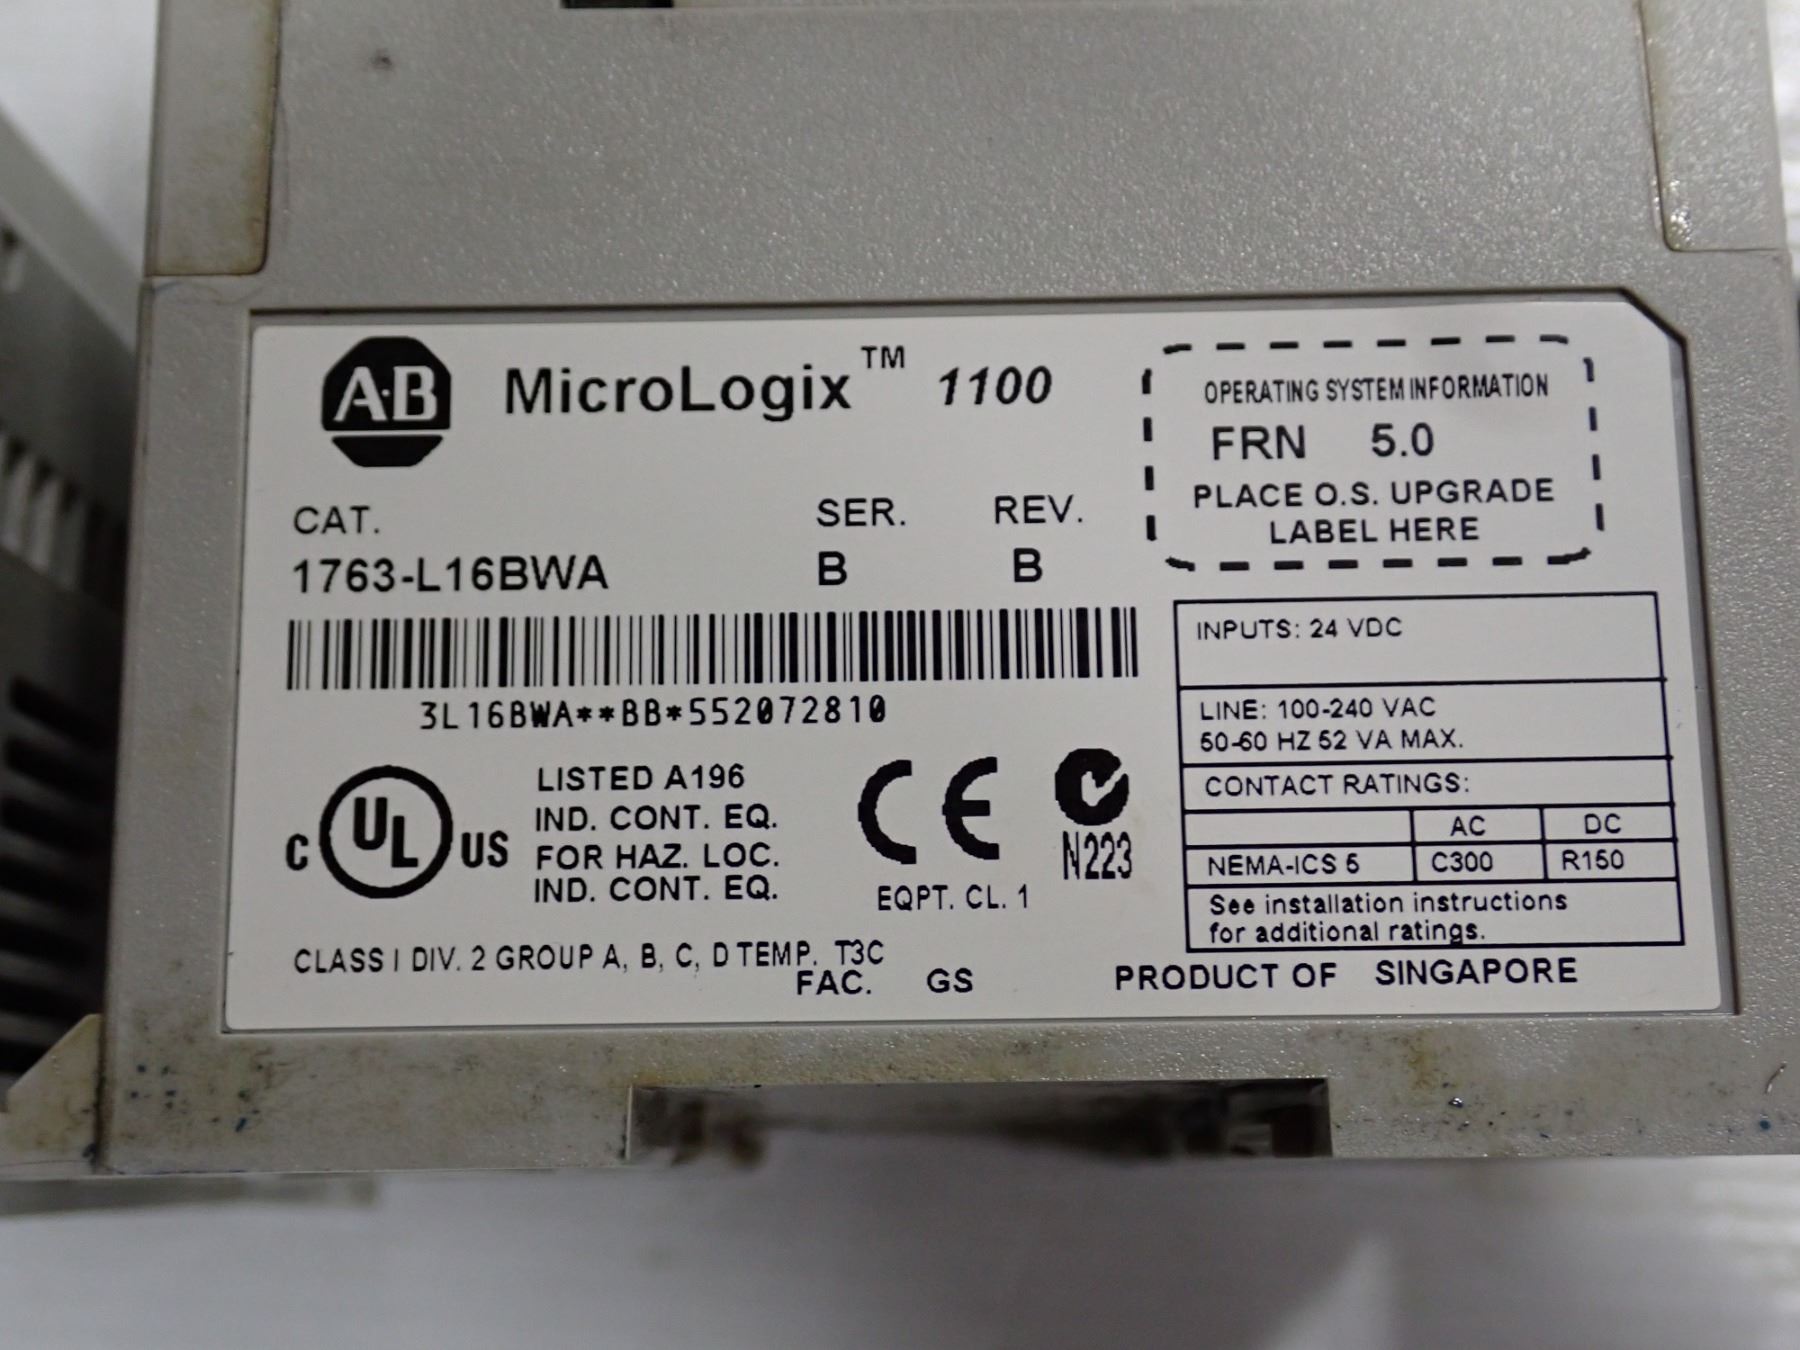 A·B MicroLogix™ 1100
CAT. SER. REV.
1763-L16BWA B B
3L16BWA**BB*552072810
C UL US
LISTED A196
IND. CONT. EQ.
FOR HAZ. LOC.
IND. CONT. EQ.
CE
EQPT. CL. 1
N223
CLASS I DIV. 2 GROUP A, B, C, D TEMP. T3C
FAC. GS
OPERATING SYSTEM INFORMATION
FRN 5.0
PLACE O.S. UPGRADE
LABEL HERE
INPUTS: 24 VDC
LINE: 100-240 VAC
50-60 HZ 52 VA MAX.
CONTACT RATINGS:
AC DC
NEMA-ICS 5 C300 R150
See installation instructions
for additional ratings.
PRODUCT OF SINGAPORE